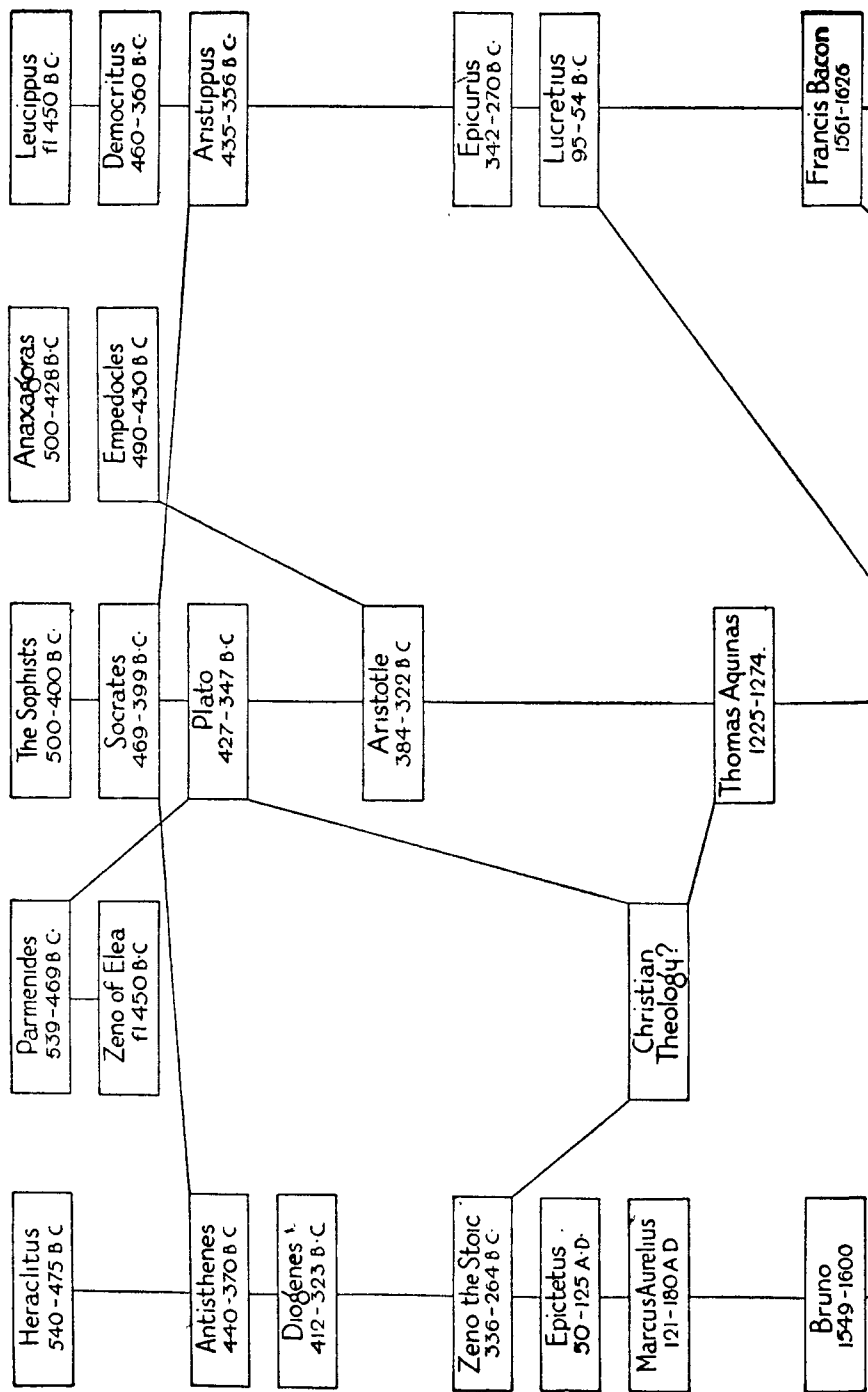 Leucippus
fl 450 B C·
Democritus
460-360 B·C·
Aristippus
435-356 B C·
Epicurus
342-270 B C·
Lucretius
95-54 B·C
Francis Bacon
1561-1626
Anaxagoras
500-428 B·C
Empedocles
490-430 B C
The Sophists
500-400 B C·
Socrates
469-399 B·C·
Plato
427-347 B·C
Aristotle
384-322 B C
Thomas Aquinas
1225-1274.
Parmenides
539-469 B C·
Zeno of Elea
fl 450 B·C
Christian
Theology?
Heraclitus
540-475 B C
Antisthenes
440-370 B C
Diogenes
412-323 B·C
Zeno the Stoic
336-264 B C·
Epictetus
50-125 A·D·
Marcus Aurelius
121-180 A D
Bruno
1549-1600